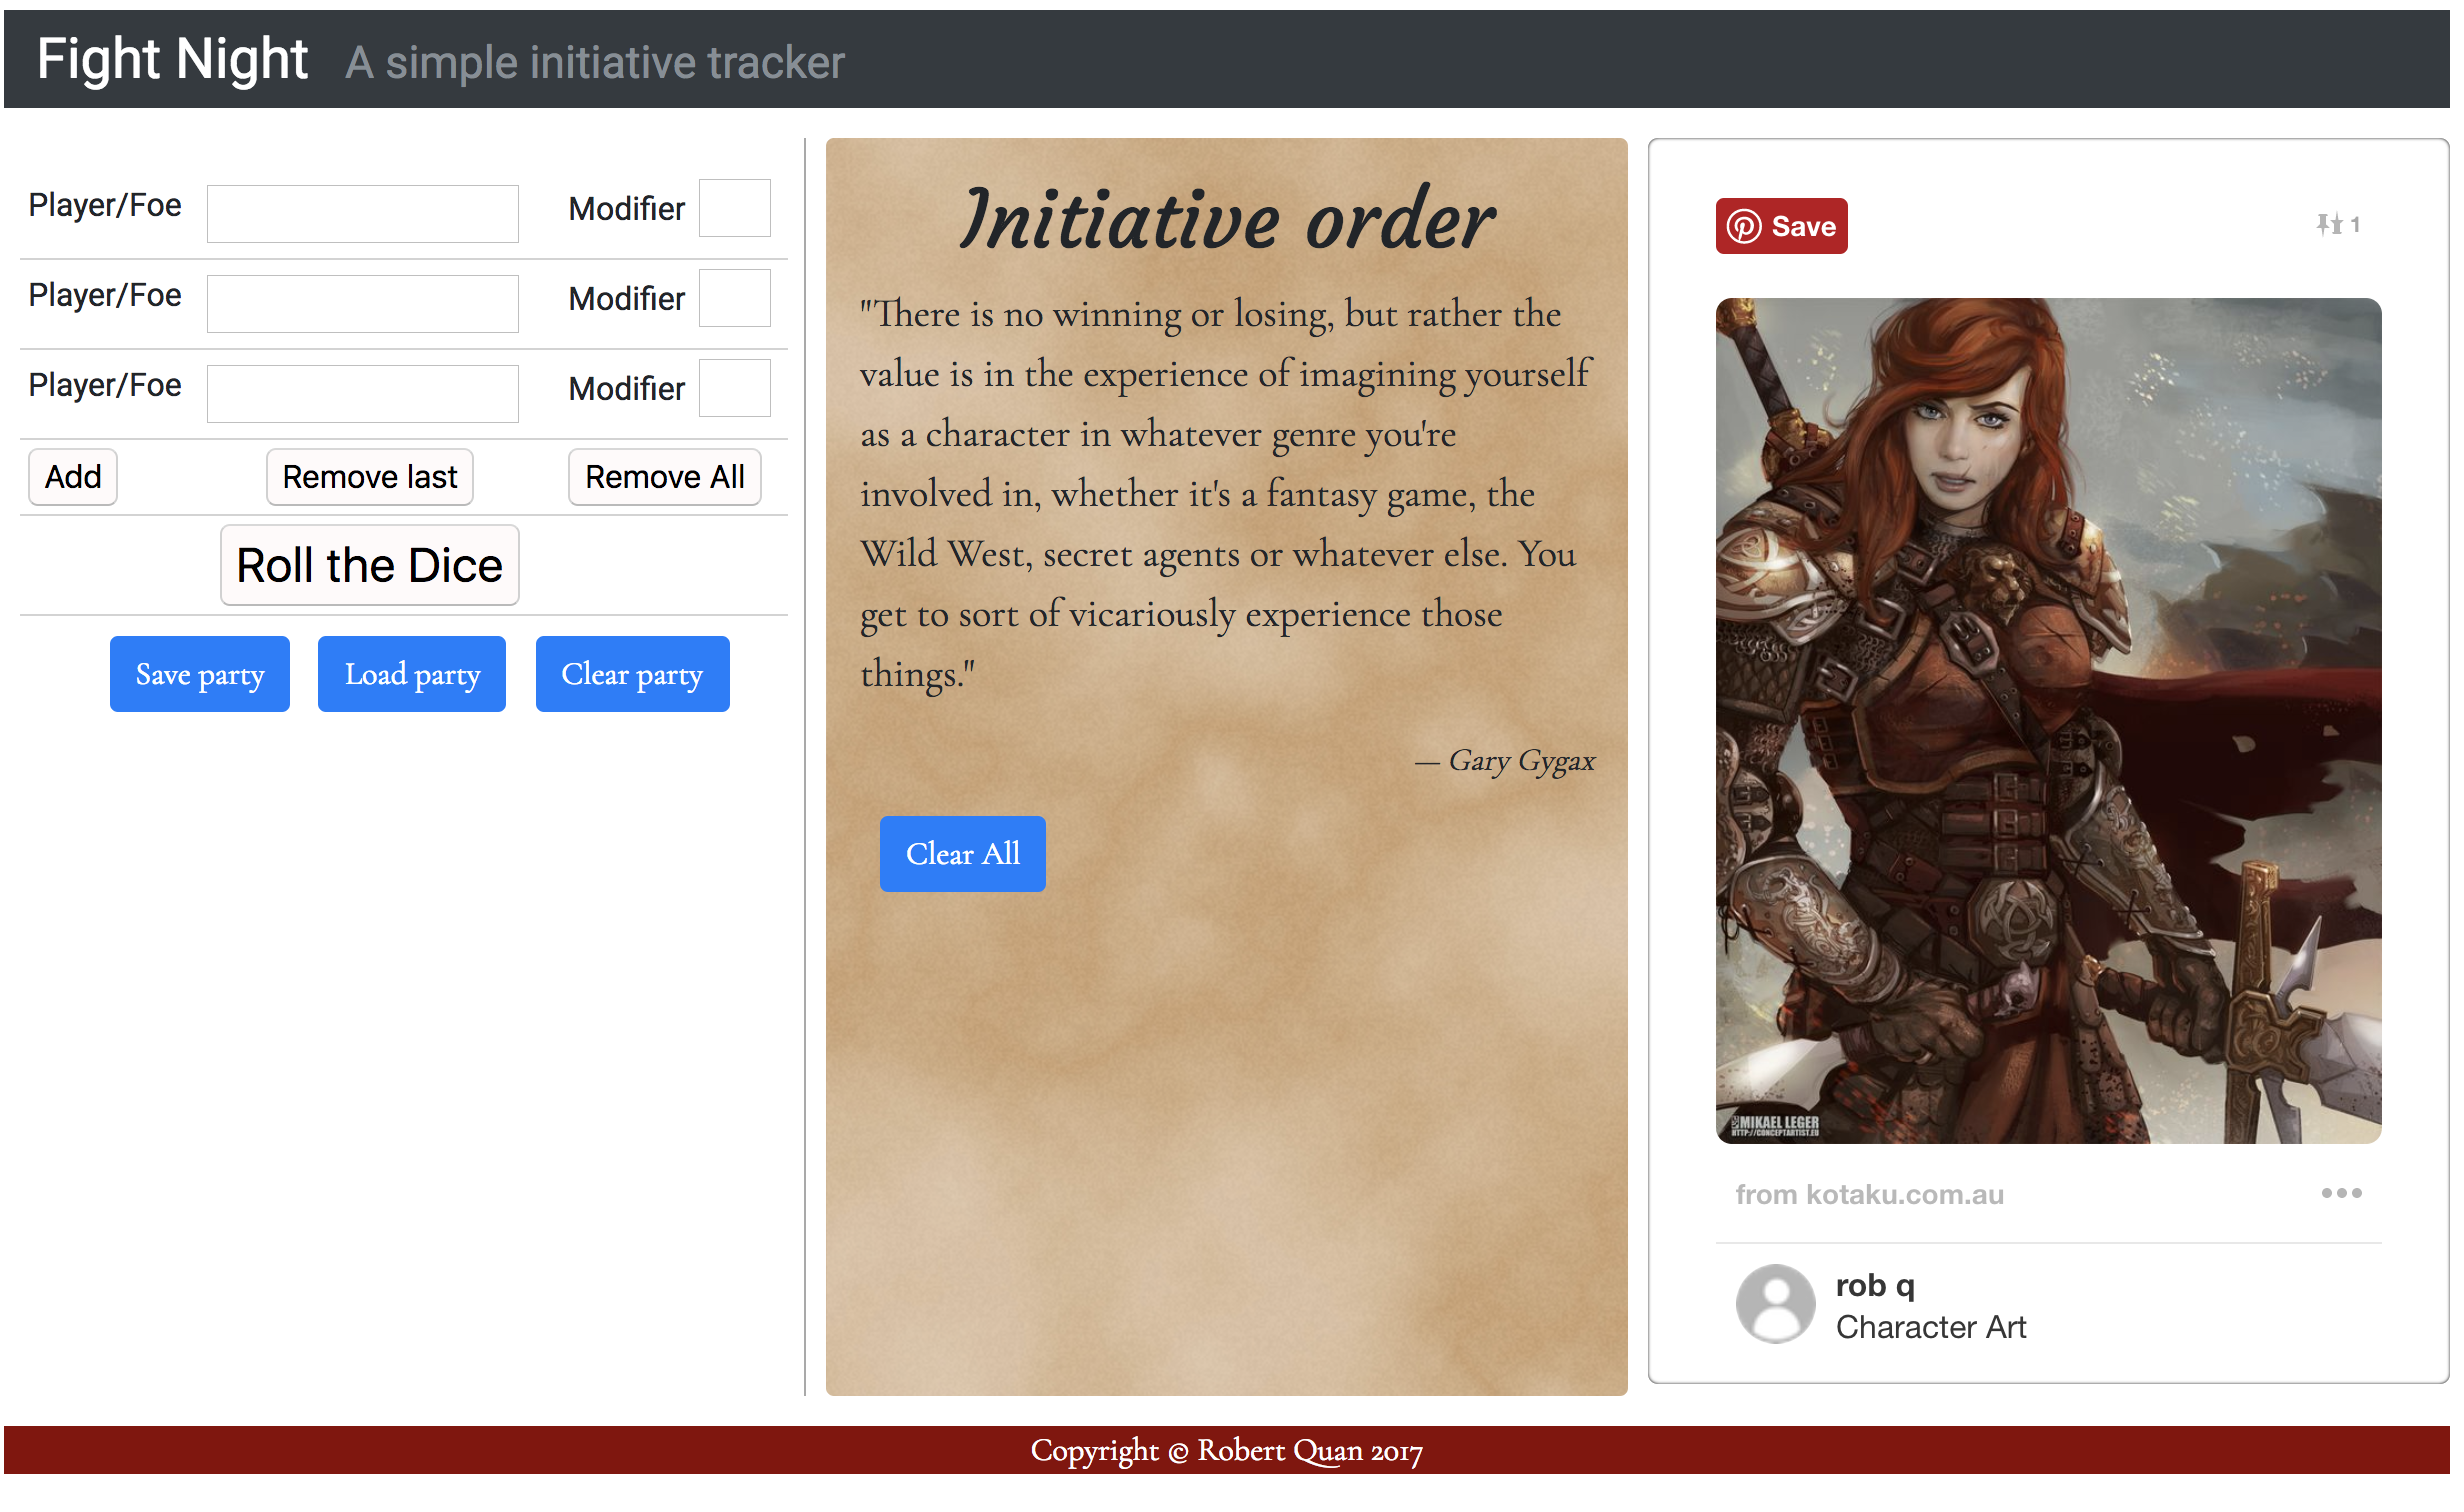 Fight Night A simple initiative tracker
Player/Foe Modifier
Player/Foe Modifier
Player/Foe Modifier
Add Remove last Remove All
Roll the Dice
Save party Load party Clear party
Initiative order
"There is no winning or losing, but rather the
value is in the experience of imagining yourself
as a character in whatever genre you're
involved in, whether it's a fantasy game, the
Wild West, secret agents or whatever else. You
get to sort of vicariously experience those
things."
— Gary Gygax
Clear All
Save 1
MIKAEL LEGER
HTTP://CONCEPTARTIST.EU
from kotaku.com.au
rob q
Character Art
Copyright © Robert Quan 2017